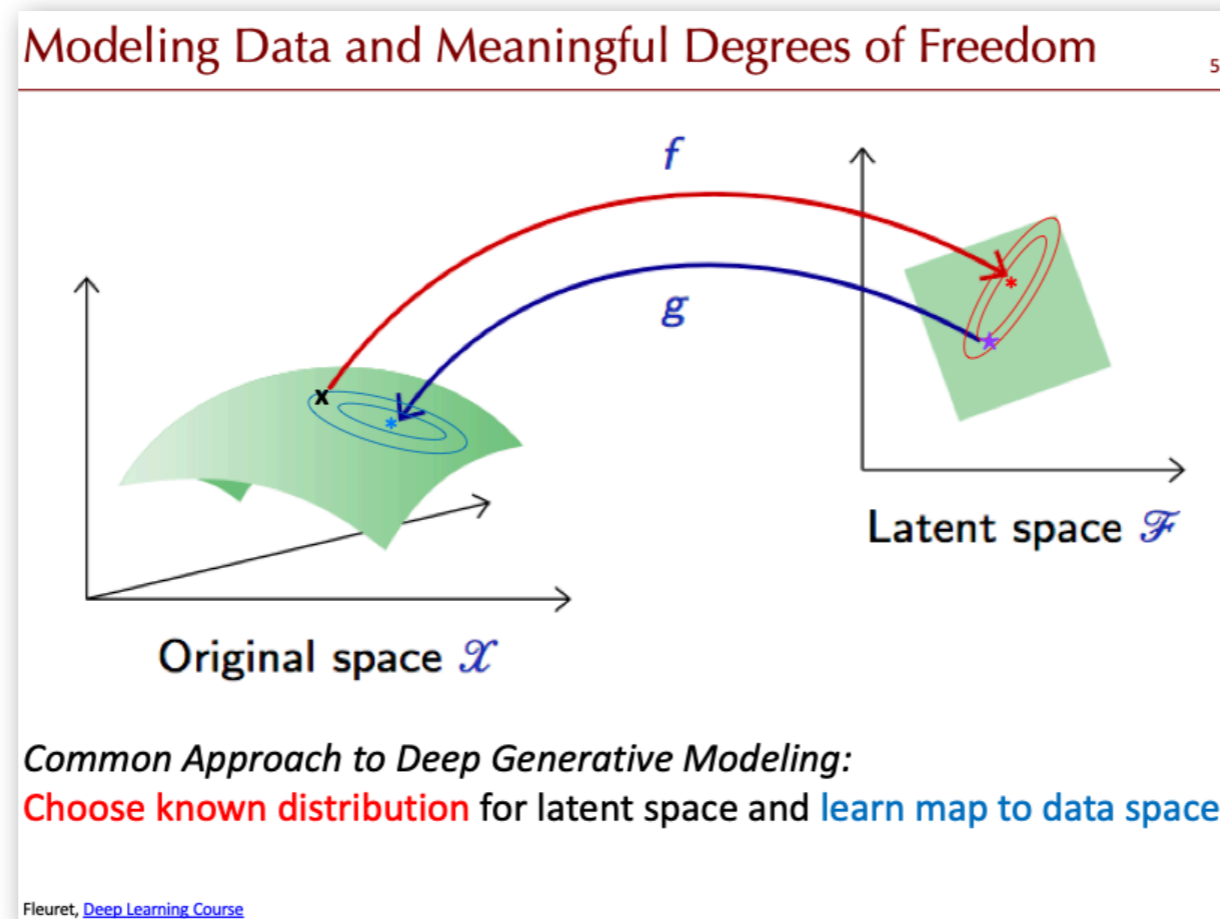 Modeling Data and Meaningful Degrees of Freedom
5
f
g
x
Latent space ℱ
Original space 𝒳
Common Approach to Deep Generative Modeling:
Choose known distribution for latent space and learn map to data space
Fleuret, Deep Learning Course